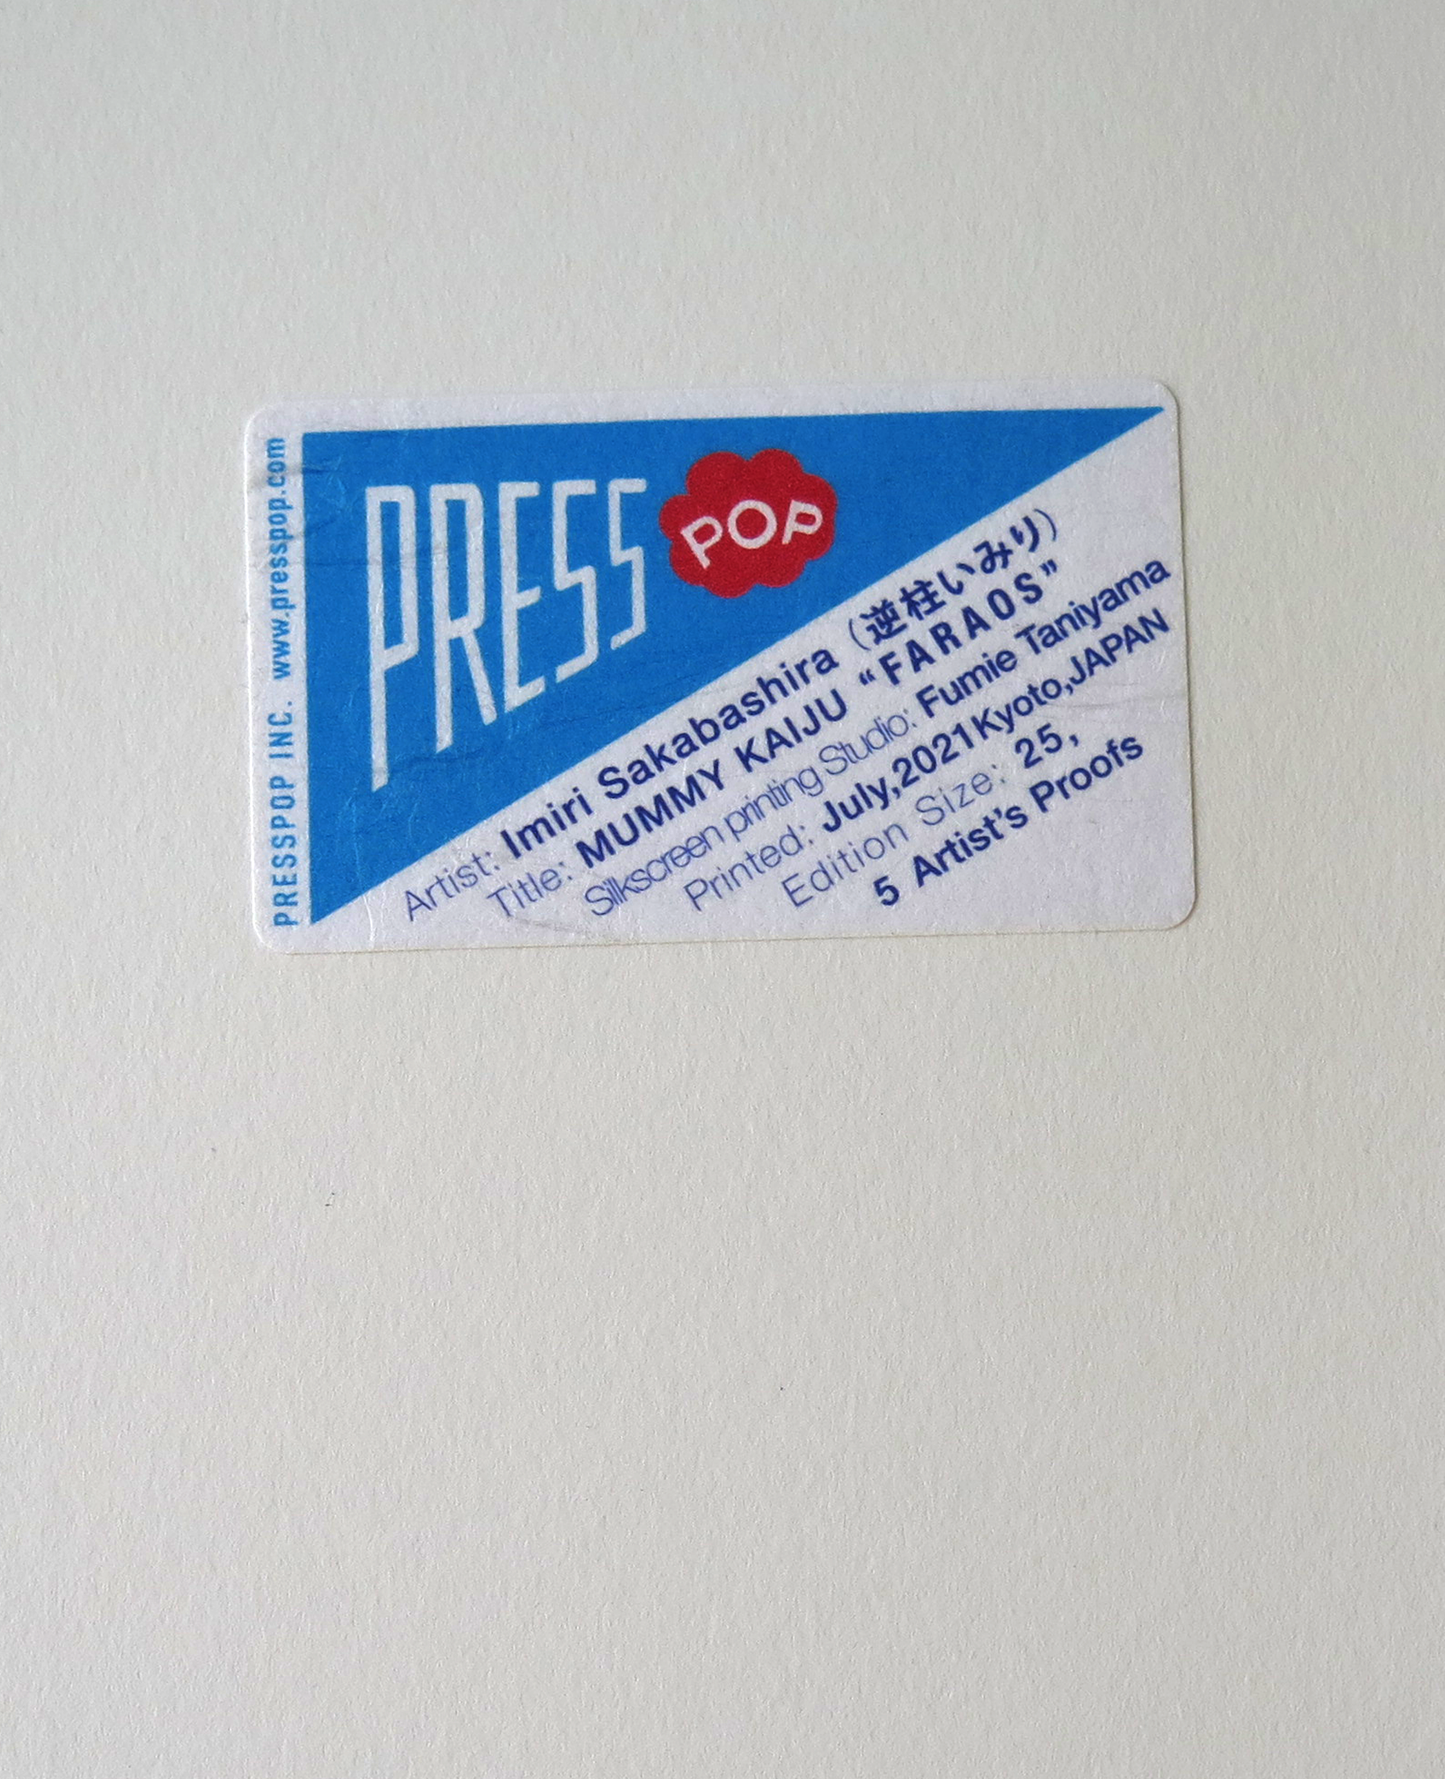 PRESSPOP INC. www.presspop.com
PRESS POP
Artist: Imiri Sakabashira (逆柱いみり)
Title: MUMMY KAIJU “FARAOS”
Silkscreen printing Studio: Fumie Taniyama
Printed: July,2021Kyoto,JAPAN
Edition Size: 25,
5 Artist's Proofs